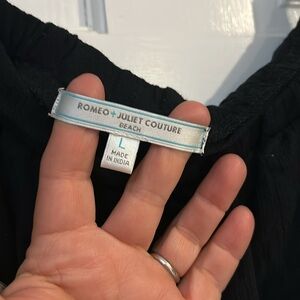 ROMEO+JULIET COUTURE
BEACH
L
MADE
IN INDIA